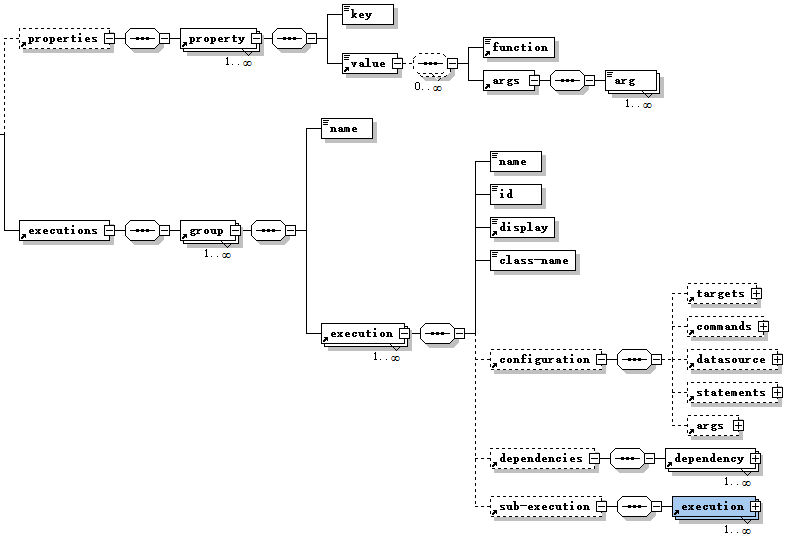 key
properties
property
1..∞
value
0..∞
function
args
arg
1..∞
name
executions
group
1..∞
name
id
display
class-name
execution
1..∞
targets
commands
configuration
datasource
statements
args
dependencies
dependency
1..∞
sub-execution
execution
1..∞